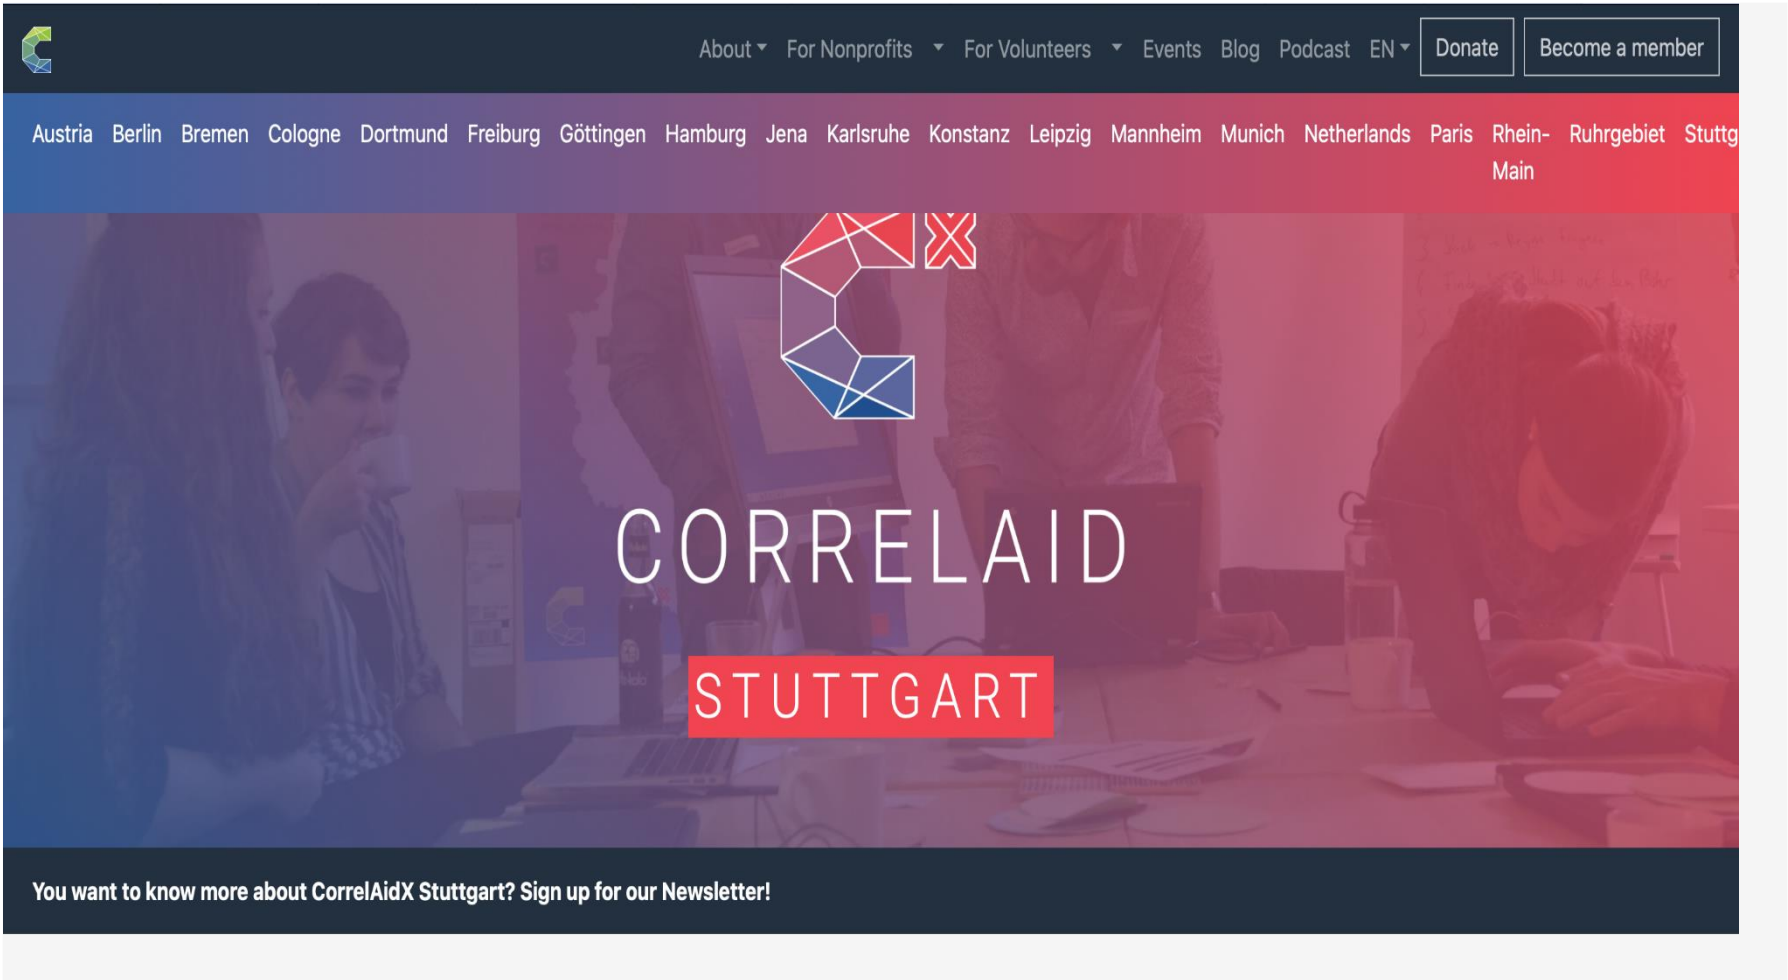 About For Nonprofits For Volunteers Events Blog Podcast EN Donate Become a member
Austria Berlin Bremen Cologne Dortmund Freiburg Göttingen Hamburg Jena Karlsruhe Konstanz Leipzig Mannheim Munich Netherlands Paris Rhein- Ruhrgebiet Stuttg
Main
CORRELAID
STUTTGART
You want to know more about CorrelAidX Stuttgart? Sign up for our Newsletter!